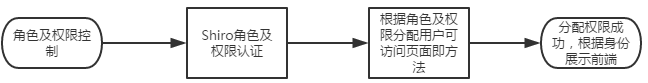 角色及权限控
制
Shiro角色及
权限认证
根据角色及权
限分配用户可
访问页面即方
法
分配权限成
功，根据身份
展示前端